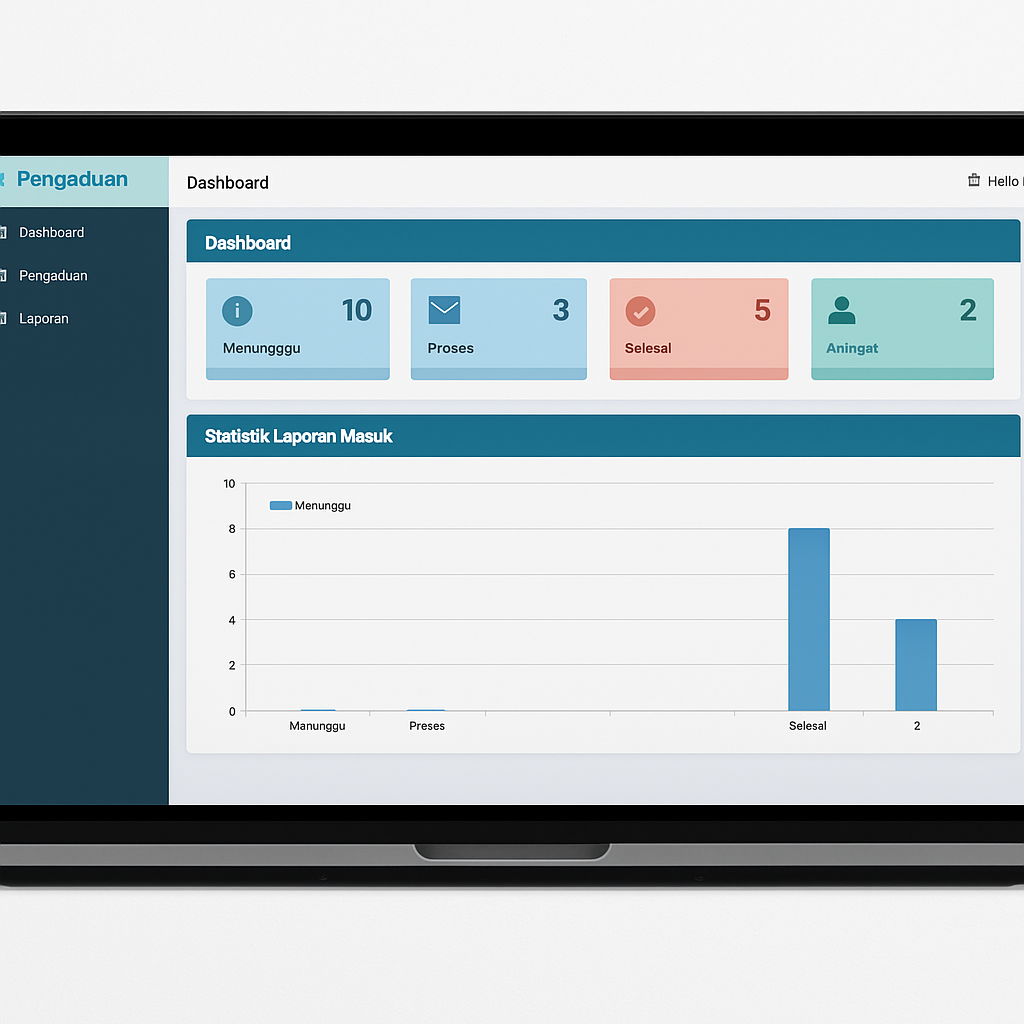 Pengaduan
Dashboard
Hello
Dashboard
Pengaduan
Laporan
Dashboard
10
Menungggu
3
Proses
5
Selesal
2
Aningat
Statistik Laporan Masuk
Menunggu
10
8
6
4
2
0
Manunggu
Preses
Selesal
2